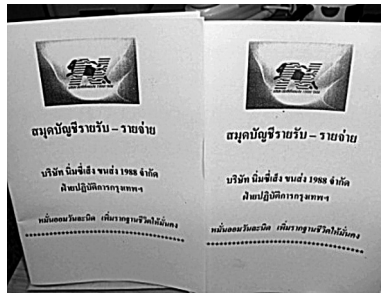 สมุดบัญชีรายรับ – รายจ่าย
บริษัท นิ่มซี่เส็ง ขนส่ง 1988 จำกัด
ฝ่ายปฏิบัติการกรุงเทพฯ
หมั่นออมวันละนิด เพิ่มรากฐานชีวิตให้มั่นคง
สมุดบัญชีรายรับ – รายจ่าย
บริษัท นิ่มซี่เส็ง ขนส่ง 1988 จำกัด
ฝ่ายปฏิบัติการกรุงเทพฯ
หมั่นออมวันละนิด เพิ่มรากฐานชีวิตให้มั่นคง